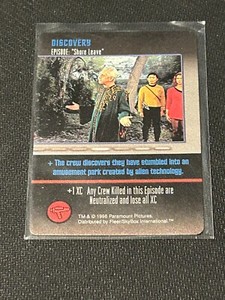 DISCOVERY
EPISODE: "Shore Leave"
+ The crew discovers they have stumbled into an
amusement park created by alien technology.
+1 XC Any Crew Killed in this Episode are
Neutralized and lose all XC
TM & © 1996 Paramount Pictures.
Distributed by Fleer/SkyBox International™